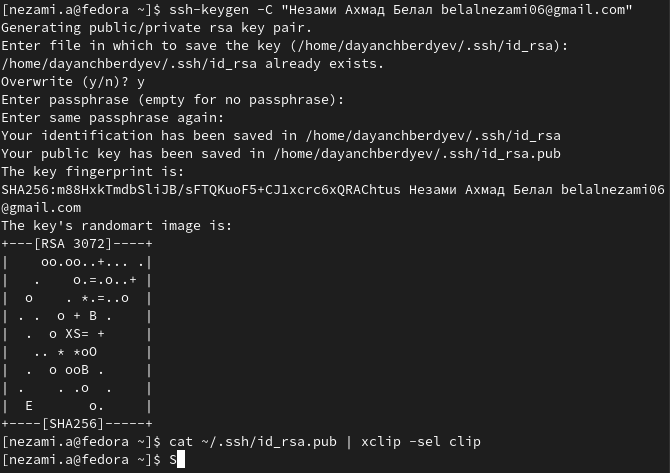 [nezami.a@fedora ~]$ ssh-keygen -C "Незами Ахмад Белал belalnezami06@gmail.com"
Generating public/private rsa key pair.
Enter file in which to save the key (/home/dayanchberdyev/.ssh/id_rsa):
/home/dayanchberdyev/.ssh/id_rsa already exists.
Overwrite (y/n)? y
Enter passphrase (empty for no passphrase):
Enter same passphrase again:
Your identification has been saved in /home/dayanchberdyev/.ssh/id_rsa
Your public key has been saved in /home/dayanchberdyev/.ssh/id_rsa.pub
The key fingerprint is:
SHA256:m88HxkTmdbSliJB/sFTQKuoF5+CJ1xcrc6xQRAChtus Незами Ахмад Белал belalnezami06
@gmail.com
The key's randomart image is:
+---[RSA 3072]----+
|    oo.oo..+... .|
|   .    o.=.o..+ |
|  o    . *.=..o  |
| . .  o + B .    |
|  .  o XS= +     |
|   .. * *oO      |
|  .  o ooB .     |
| .    . .o  .    |
|  E       o.     |
+----[SHA256]-----+
[nezami.a@fedora ~]$ cat ~/.ssh/id_rsa.pub | xclip -sel clip
[nezami.a@fedora ~]$ S